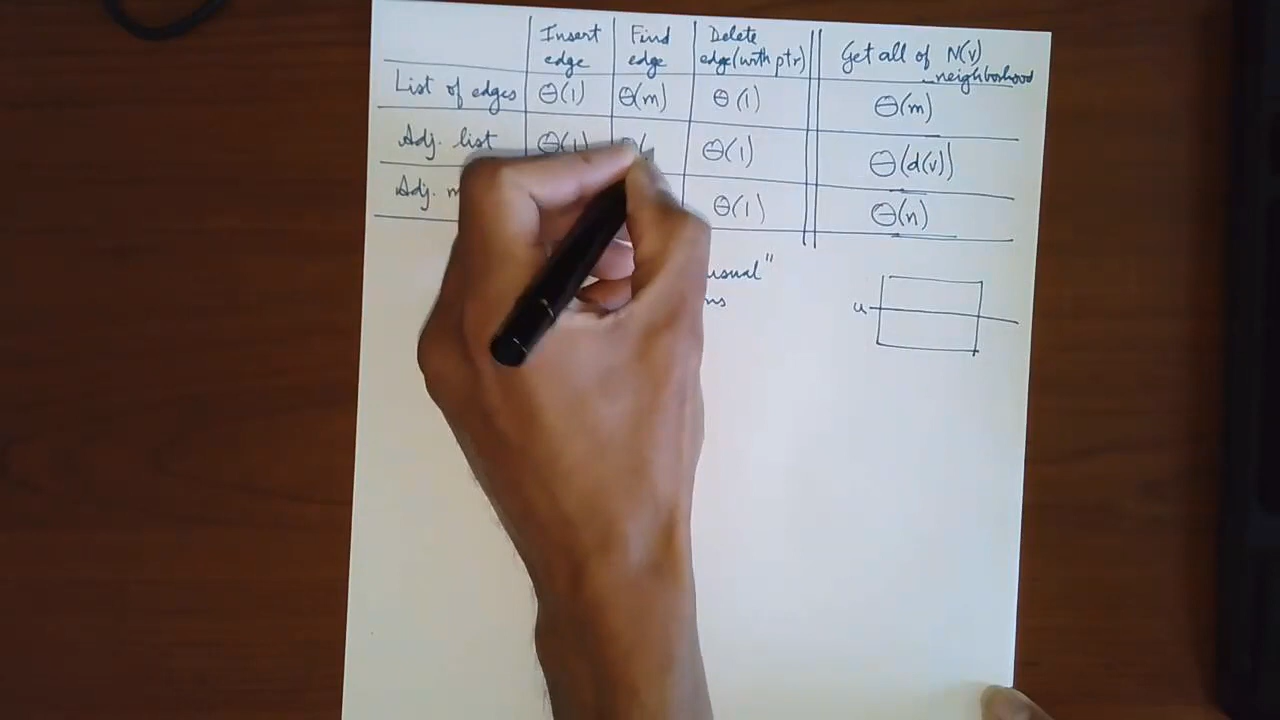 Insert edge | Find edge | Delete edge (with ptr) || Get all of N(v) neighborhood
List of edges | Θ(1) | Θ(m) | Θ(1) || Θ(m)
Adj. list | Θ(1) | Θ(1) || Θ(d(v))
Adj. | Θ(1) || Θ(n)
usual"
u